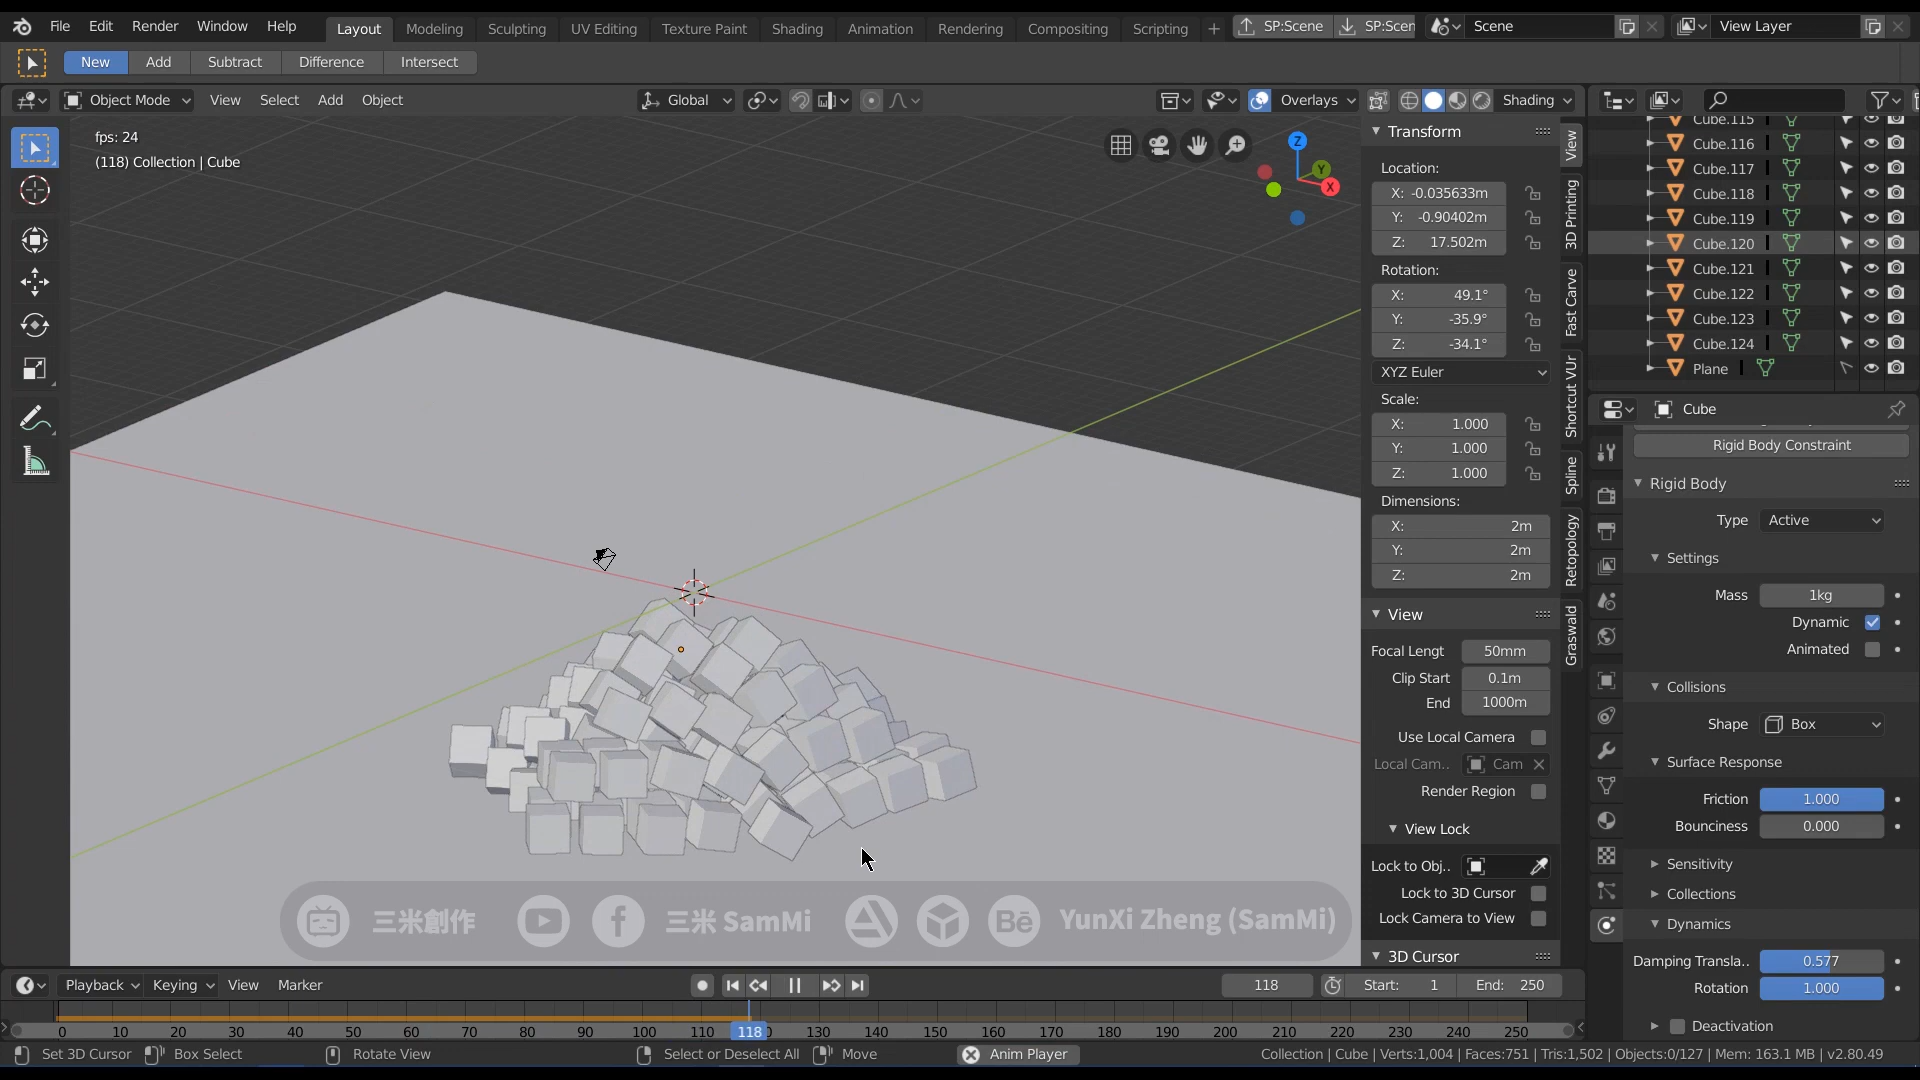 File Edit Render Window Help Layout Modeling Sculpting UV Editing Texture Paint Shading Animation Rendering Compositing Scripting + SP:Scene SP:Scen Scene View Layer
New Add Subtract Difference Intersect
Object Mode View Select Add Object Global Overlays Shading
fps: 24
(118) Collection | Cube
Z
Y
X
Transform
Location:
X: -0.035633m
Y: -0.90402m
Z: 17.502m
Rotation:
X: 49.1°
Y: -35.9°
Z: -34.1°
XYZ Euler
Scale:
X: 1.000
Y: 1.000
Z: 1.000
Dimensions:
X: 2m
Y: 2m
Z: 2m
View
Focal Lengt 50mm
Clip Start 0.1m
End 1000m
Use Local Camera
Local Cam.. Cam
Render Region
View Lock
Lock to Obj..
Lock to 3D Cursor
Lock Camera to View
3D Cursor
View
3D Printing
Fast Carve
Shortcut VUr
Spline
Retopology
Graswald
Cube.115
Cube.116
Cube.117
Cube.118
Cube.119
Cube.120
Cube.121
Cube.122
Cube.123
Cube.124
Plane
Cube
Rigid Body Constraint
Rigid Body
Type Active
Settings
Mass 1kg
Dynamic
Animated
Collisions
Shape Box
Surface Response
Friction 1.000
Bounciness 0.000
Sensitivity
Collections
Dynamics
Damping Transla.. 0.577
Rotation 1.000
Deactivation
三米創作 三米 SamMi Bē YunXi Zheng (SamMi)
Playback Keying View Marker 118 Start: 1 End: 250
0 10 20 30 40 50 60 70 80 90 100 110 118 130 140 150 160 170 180 190 200 210 220 230 240 250
Set 3D Cursor Box Select Rotate View Select or Deselect All Move Anim Player Collection | Cube | Verts:1,004 | Faces:751 | Tris:1,502 | Objects:0/127 | Mem: 163.1 MB | v2.80.49